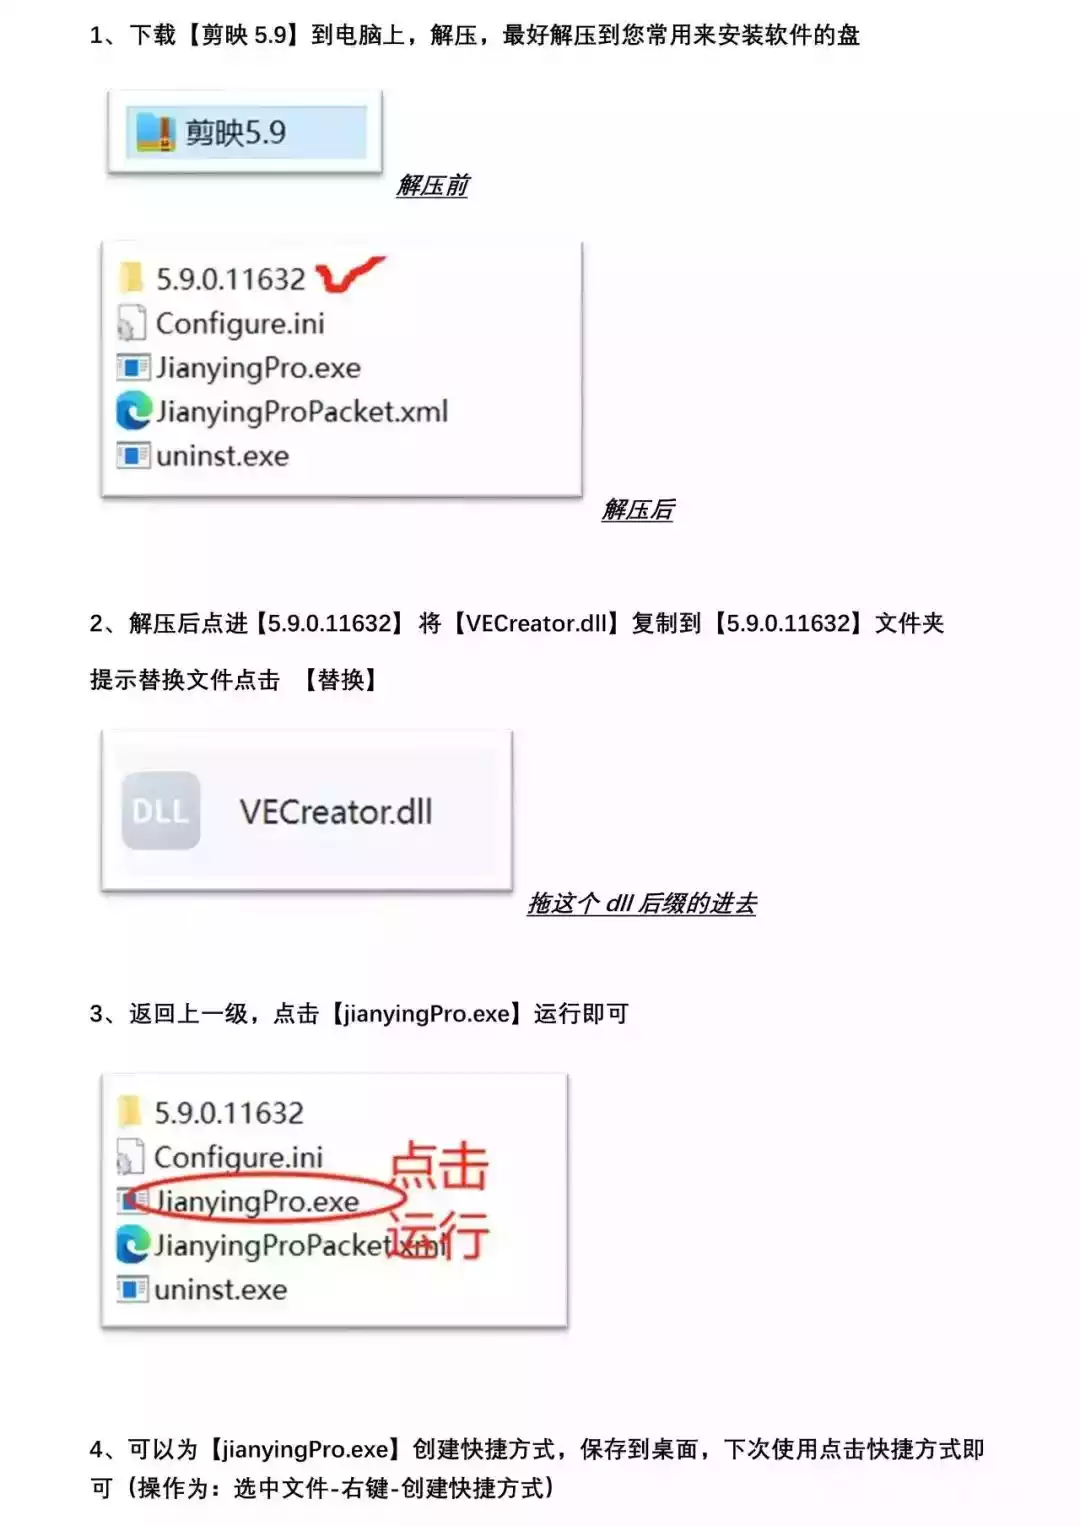 1、下载【剪映 5.9】到电脑上，解压，最好解压到您常用来安装软件的盘
剪映5.9
解压前
5.9.0.11632
Configure.ini
JianyingPro.exe
JianyingProPacket.xml
uninst.exe
解压后
2、解压后点进【5.9.0.11632】将【VECreator.dll】复制到【5.9.0.11632】文件夹
提示替换文件点击 【替换】
DLL
VECreator.dll
拖这个 dll 后缀的进去
3、返回上一级，点击【jianyingPro.exe】运行即可
5.9.0.11632
Configure.ini
点击
JianyingPro.exe
运行
JianyingProPacket.xml
uninst.exe
4、可以为【jianyingPro.exe】创建快捷方式，保存到桌面，下次使用点击快捷方式即
可（操作为：选中文件-右键-创建快捷方式）